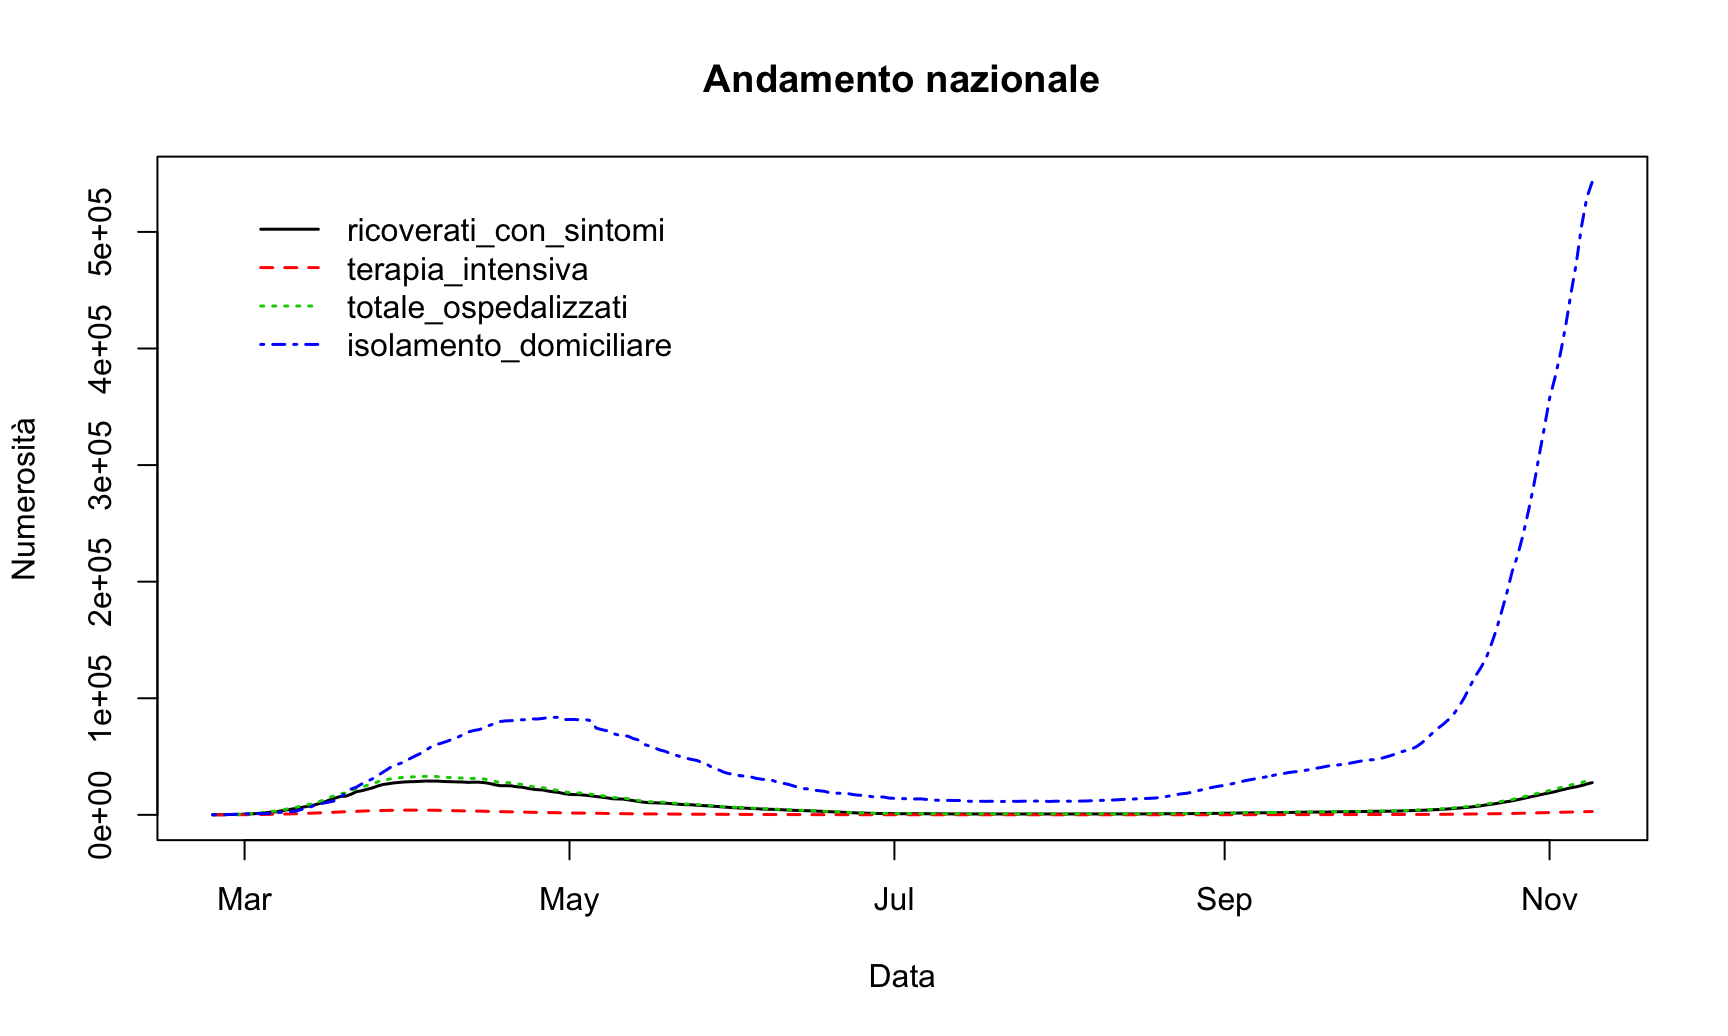 Andamento nazionale
ricoverati_con_sintomi
terapia_intensiva
totale_ospedalizzati
isolamento_domiciliare
Numerosità
5e+05
4e+05
3e+05
2e+05
1e+05
0e+00
Mar May Jul Sep Nov
Data